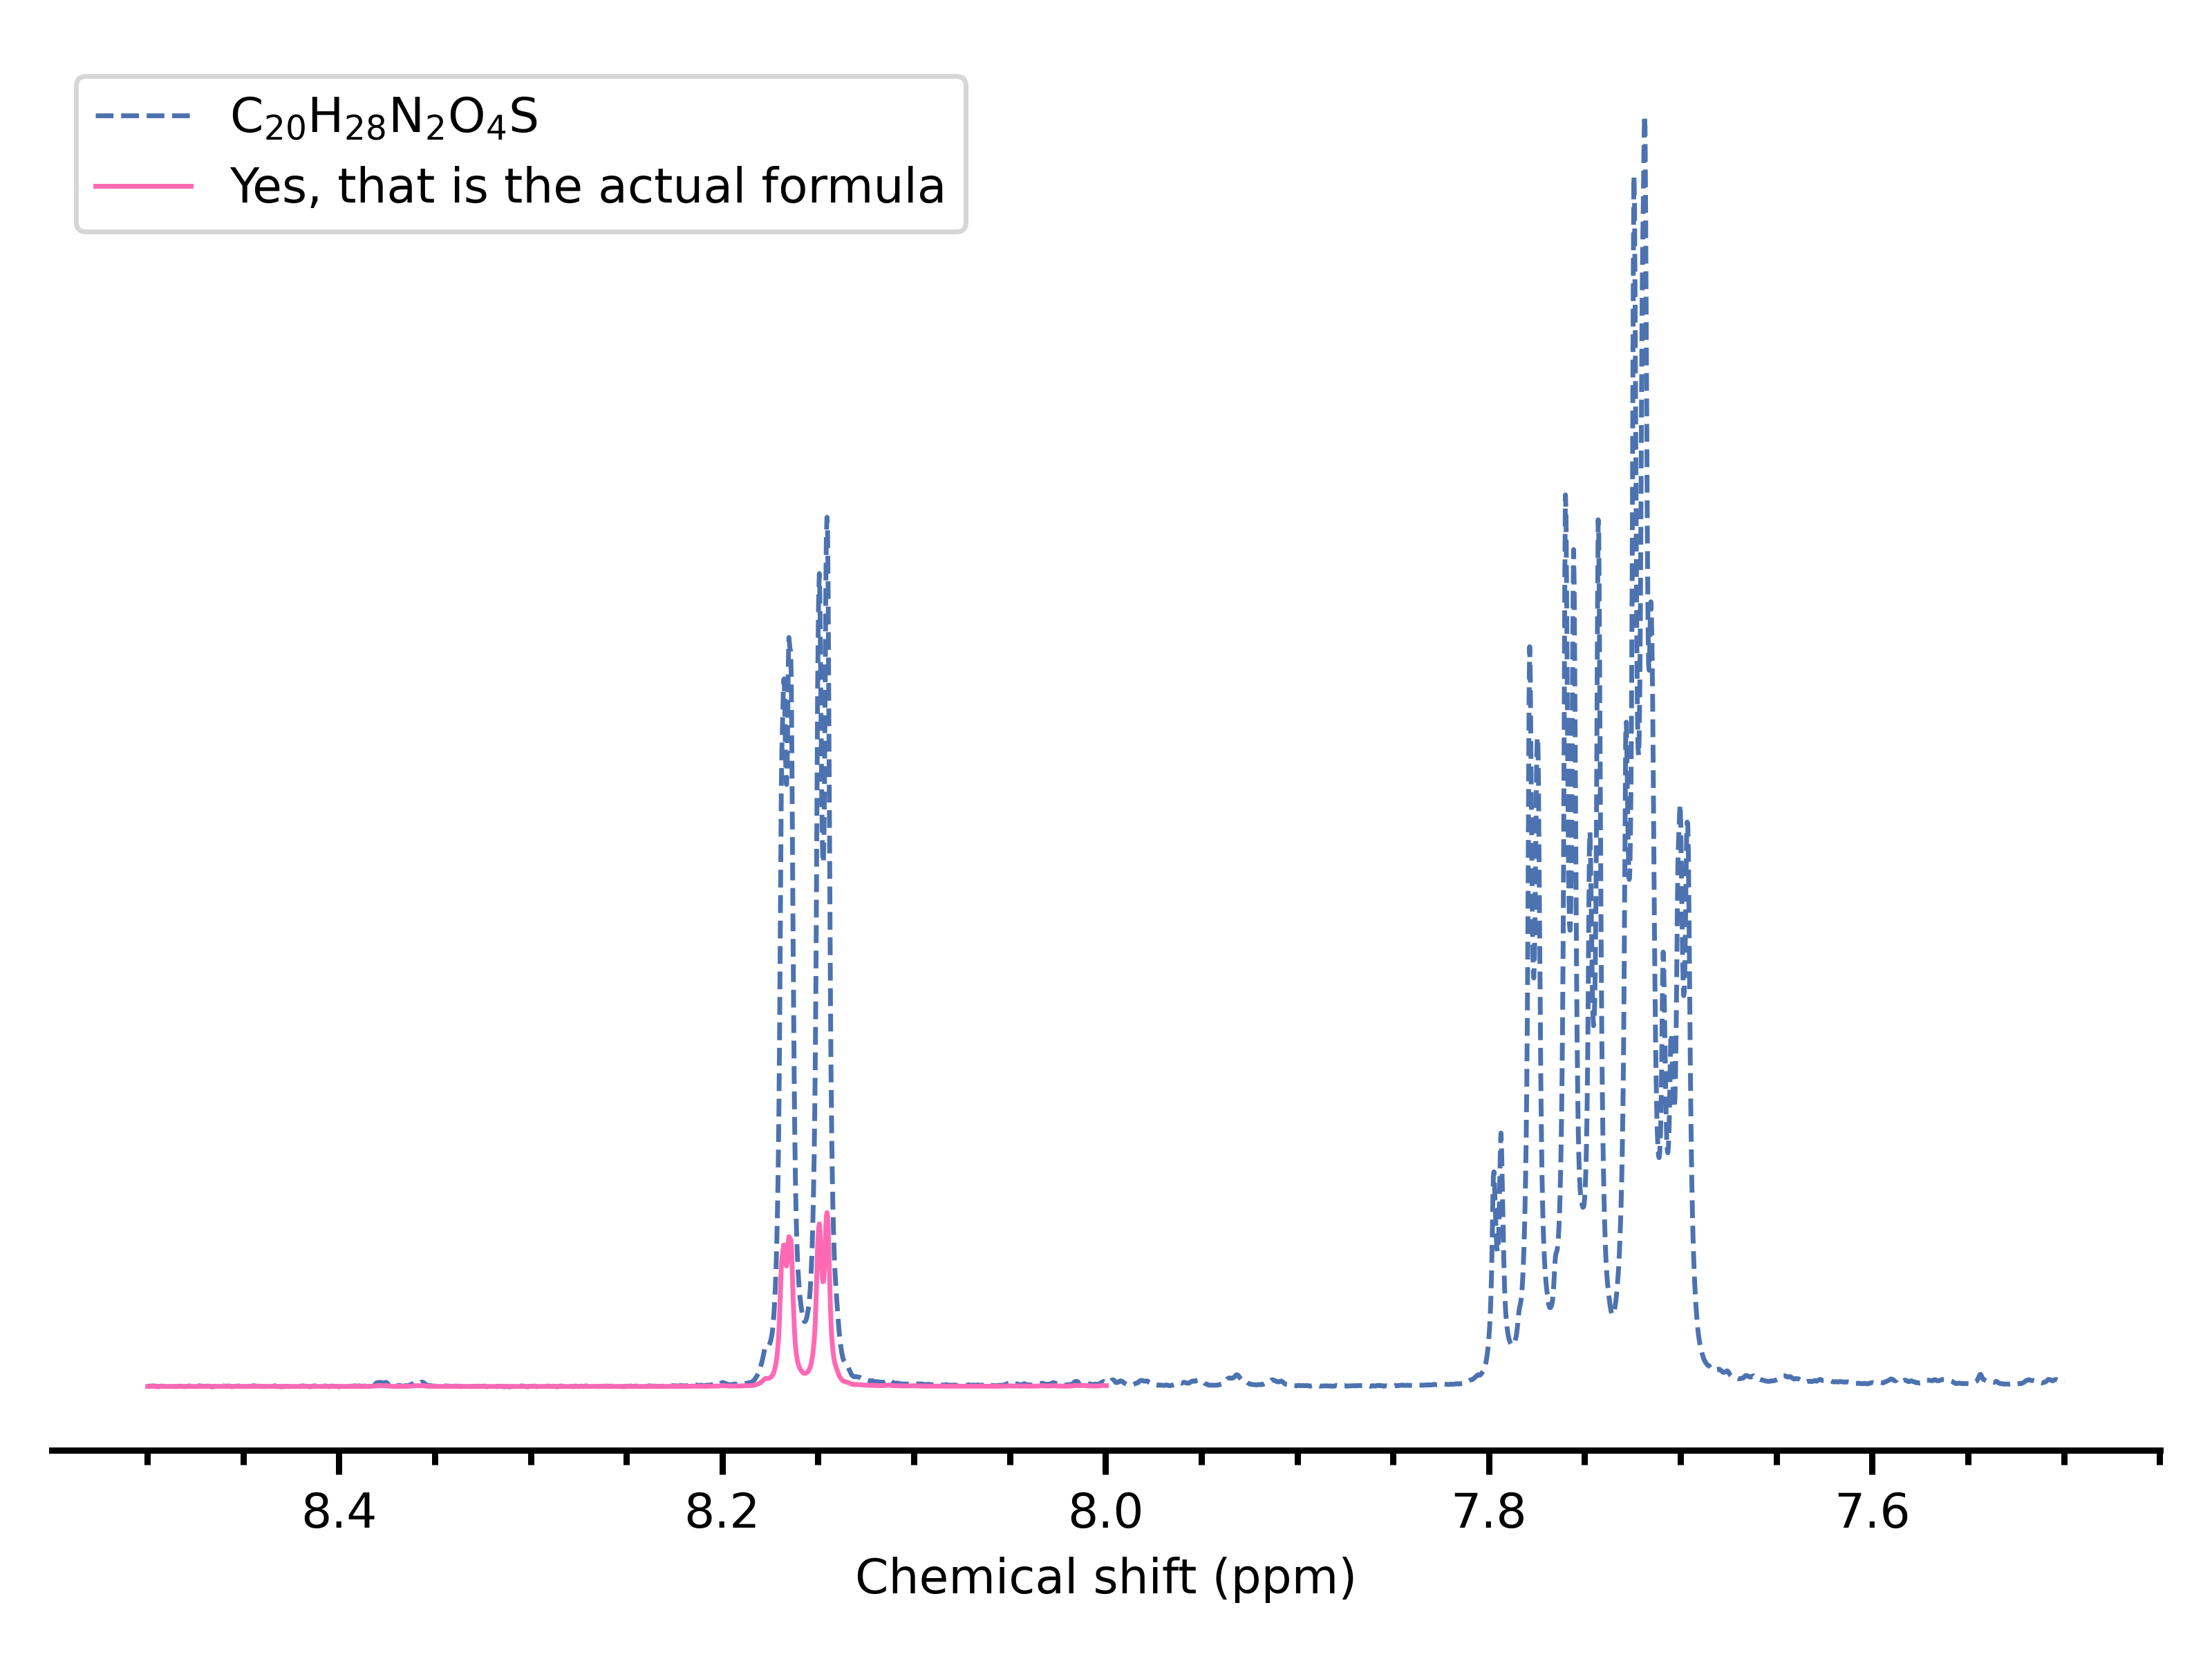 C₂₀H₂₈N₂O₄S
Yes, that is the actual formula
8.4 8.2 8.0 7.8 7.6
Chemical shift (ppm)